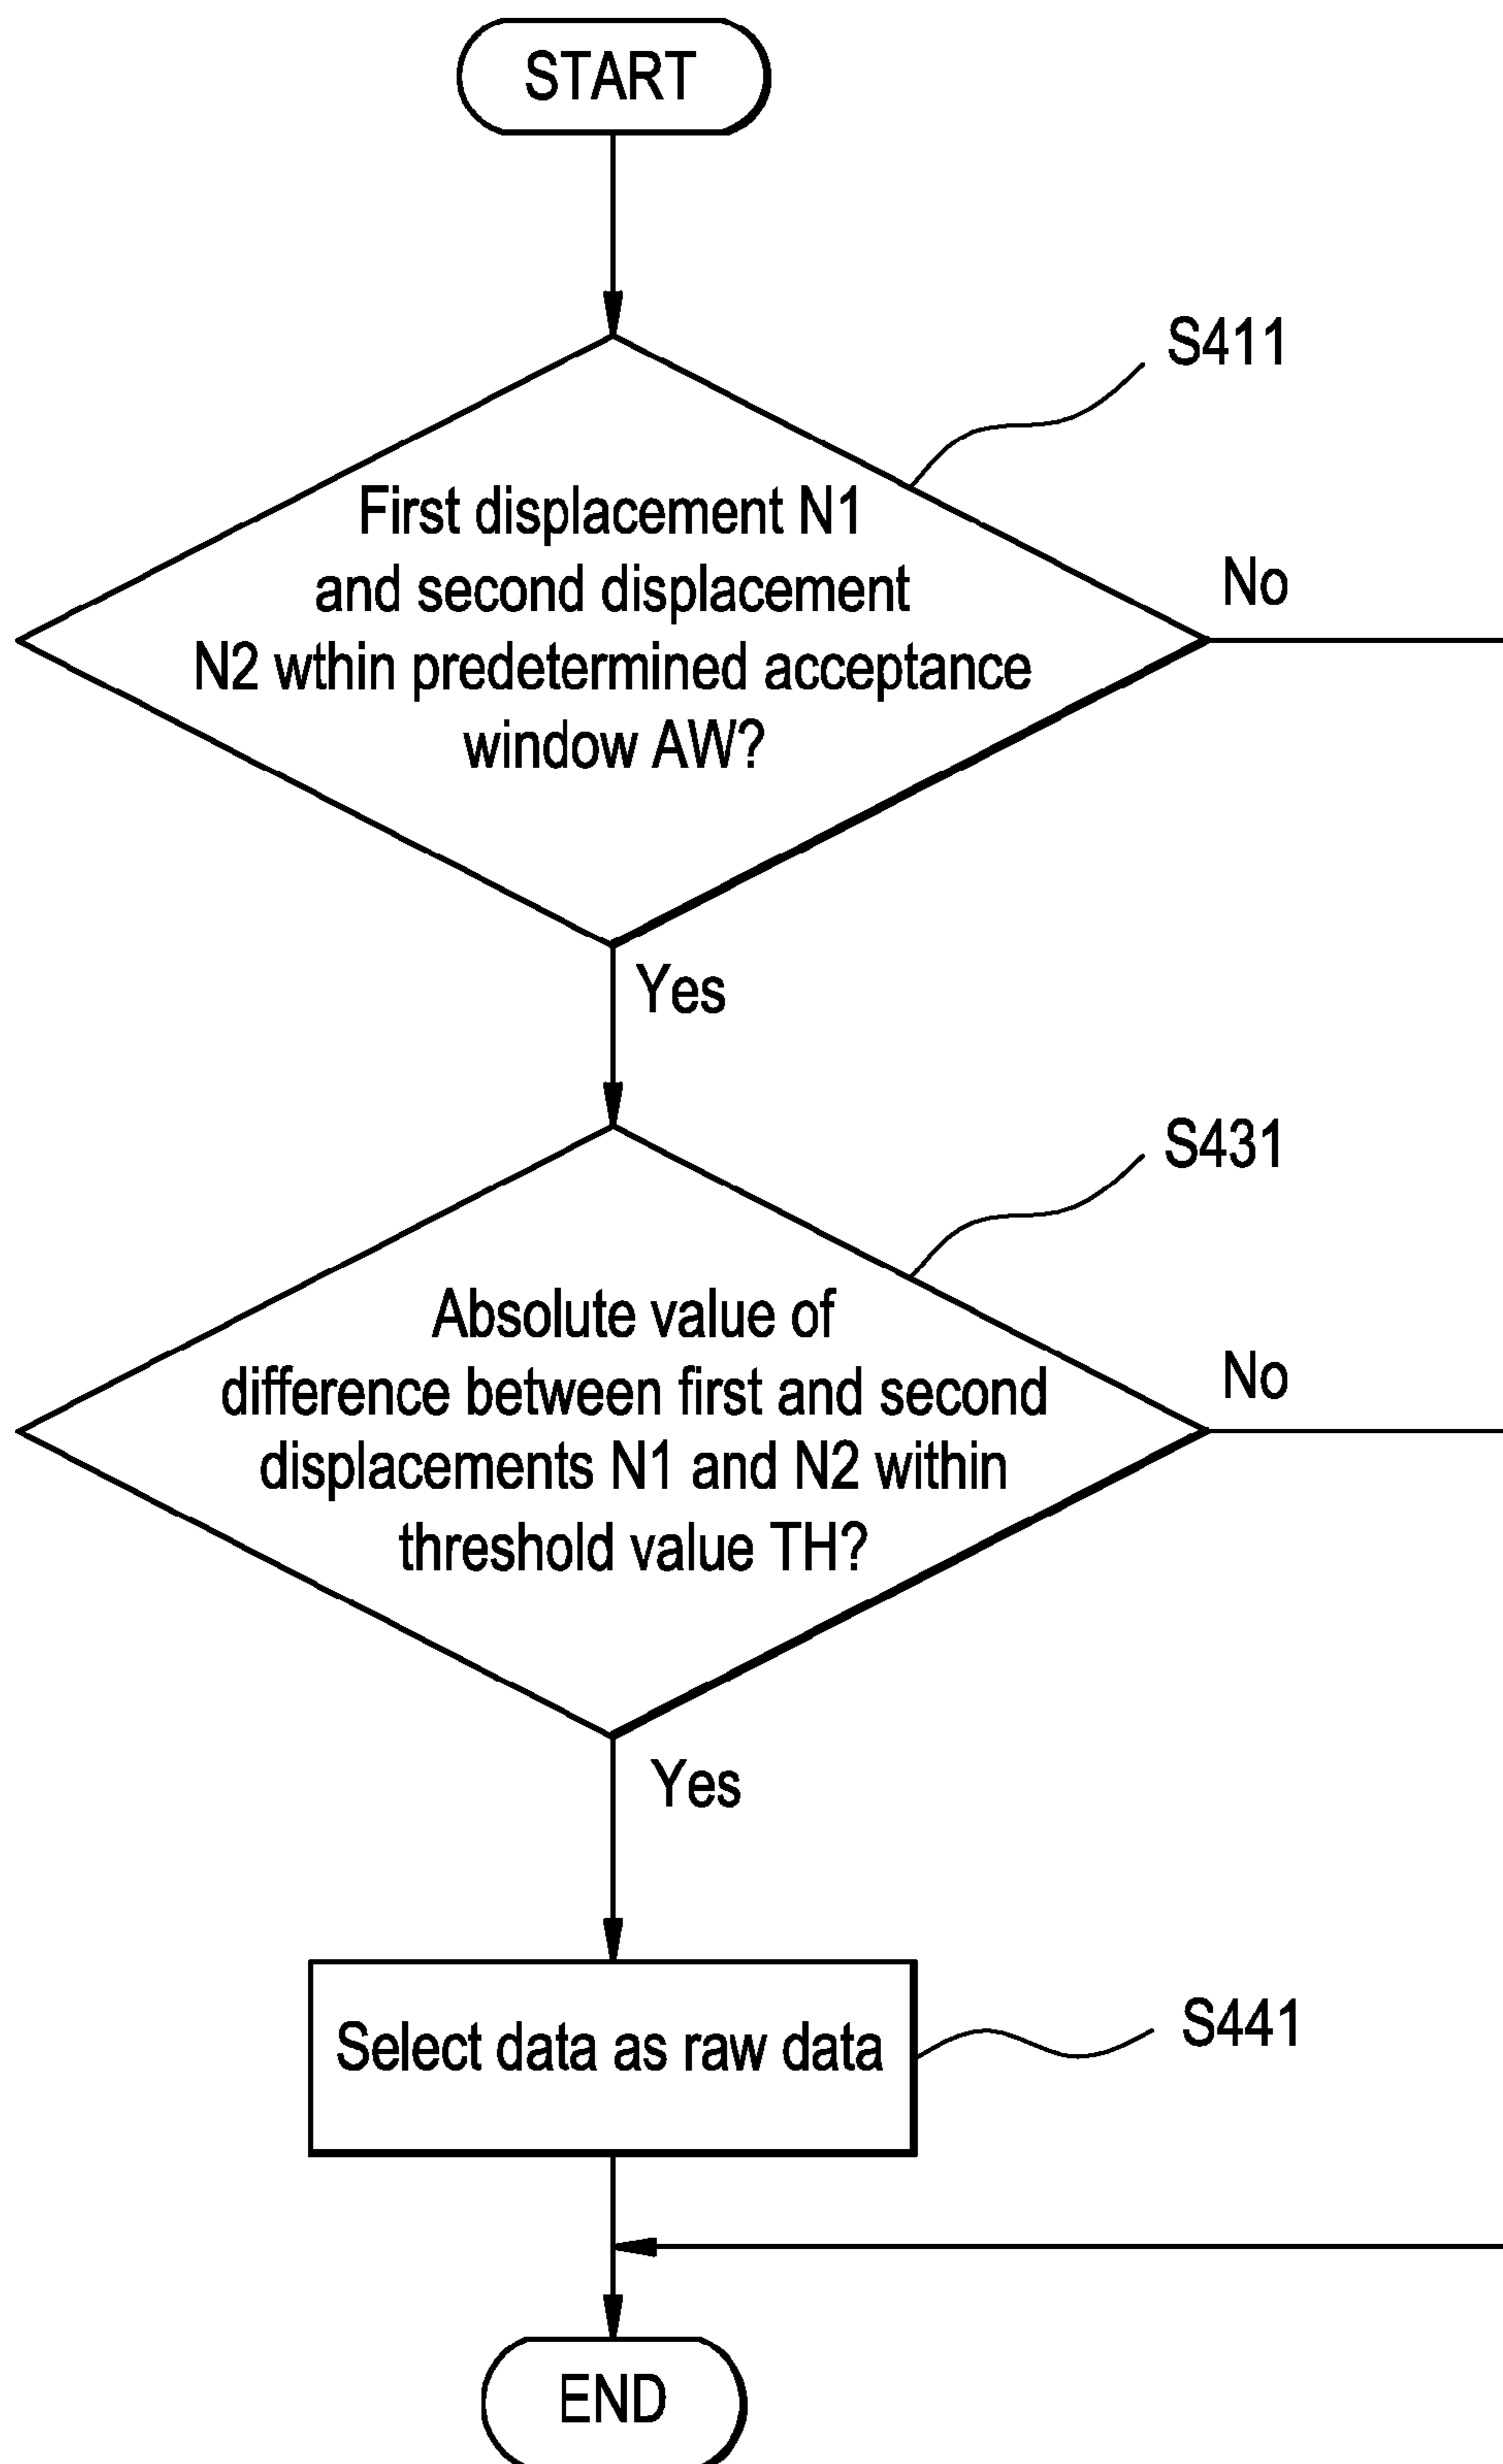 START
S411
First displacement N1
and second displacement
N2 wthin predetermined acceptance
window AW?
No
Yes
S431
Absolute value of
difference between first and second
displacements N1 and N2 within
threshold value TH?
No
Yes
Select data as raw data
S441
END